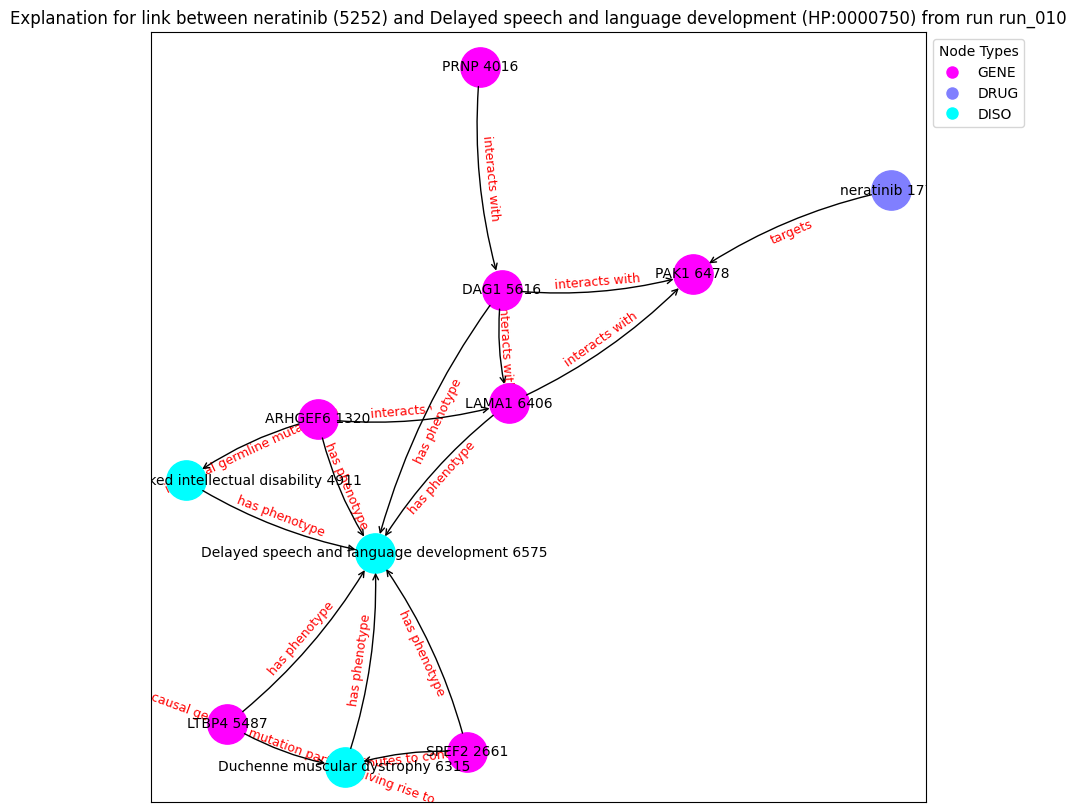 Explanation for link between neratinib (5252) and Delayed speech and language development (HP:0000750) from run run_010
Node Types
GENE
DRUG
DISO
PRNP 4016
interacts with
neratinib 17
targets
PAK1 6478
interacts with
DAG1 5616
interacts wit
interacts with
LAMA1 6406
has phenotype
ARHGEF6 1320
interacts
has phenotype
has phenotype
germline muta
ked intellectual disability 4911
has phenotype
Delayed speech and language development 6575
has phenotype
has phenotype
has phenotype
causal ge
mutation par
LTBP4 5487
SPEF2 2661
utes to con
Duchenne muscular dystrophy 6315
iving rise to